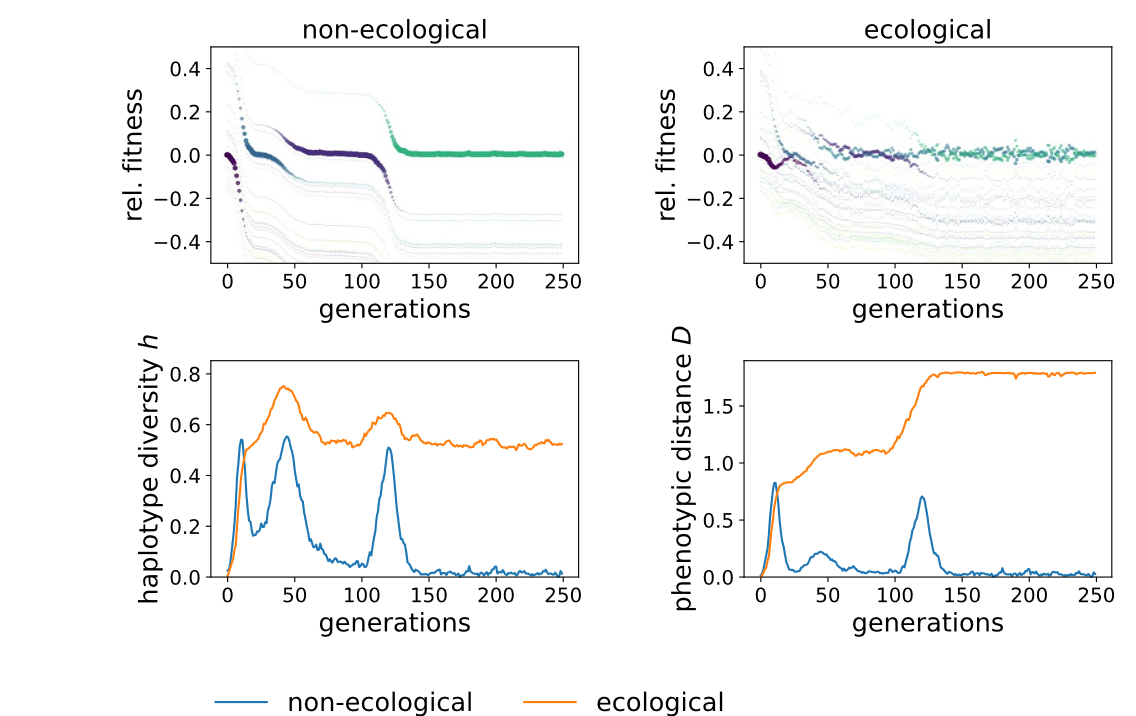 non-ecological
ecological
rel. fitness
0.4
0.2
0.0
−0.2
−0.4
0 50 100 150 200 250
generations
rel. fitness
0.4
0.2
0.0
−0.2
−0.4
0 50 100 150 200 250
generations
haplotype diversity h
0.8
0.6
0.4
0.2
0.0
0 50 100 150 200 250
generations
phenotypic distance D
1.5
1.0
0.5
0.0
0 50 100 150 200 250
generations
non-ecological
ecological